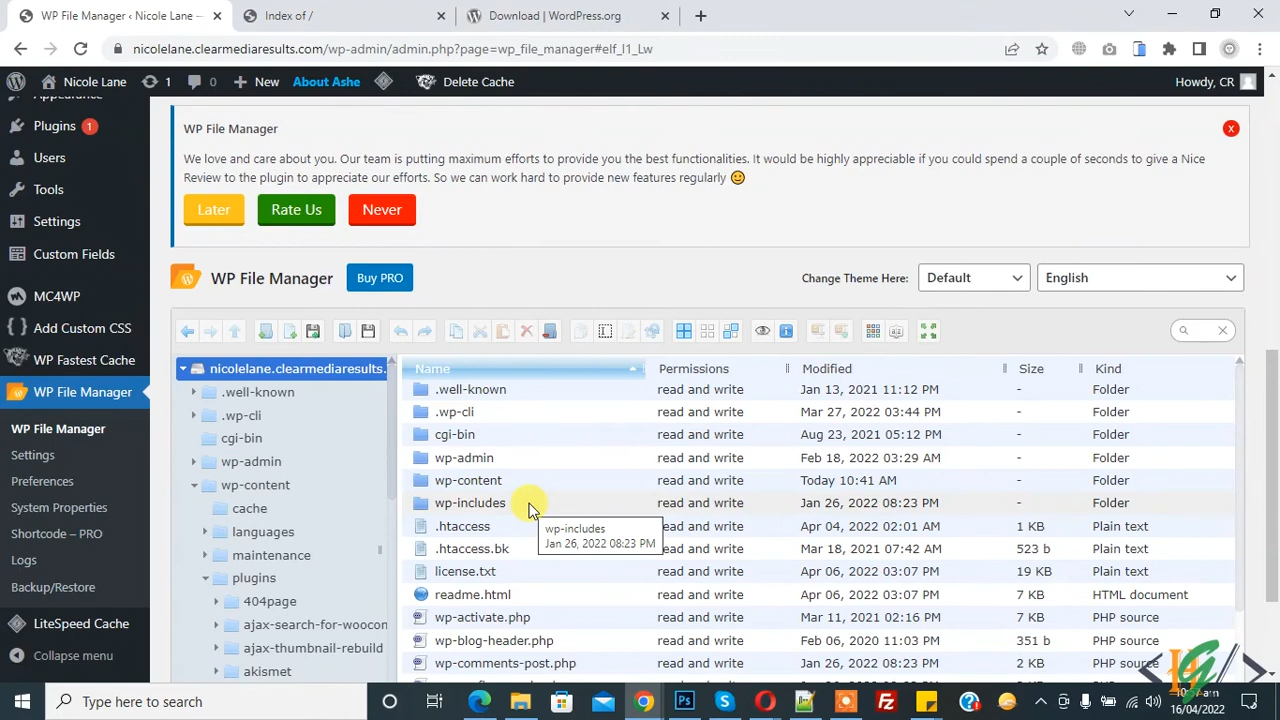 WP File Manager ‹ Nicole Lane —
Index of /
Download | WordPress.org
nicolelane.clearmediaresults.com/wp-admin/admin.php?page=wp_file_manager#elf_l1_Lw
Nicole Lane
1
0
New
About Ashe
Delete Cache
Howdy, CR
Appearance
Plugins 1
Users
Tools
Settings
Custom Fields
MC4WP
Add Custom CSS
WP Fastest Cache
WP File Manager
WP File Manager
Settings
Preferences
System Properties
Shortcode – PRO
Logs
Backup/Restore
LiteSpeed Cache
Collapse menu
WP File Manager
x
We love and care about you. Our team is putting maximum efforts to provide you the best functionalities. It would be highly appreciable if you could spend a couple of seconds to give a Nice
Review to the plugin to appreciate our efforts. So we can work hard to provide new features regularly
Later
Rate Us
Never
WP File Manager
Buy PRO
Change Theme Here:
Default
English
nicolelane.clearmediaresults.
.well-known
.wp-cli
cgi-bin
wp-admin
wp-content
cache
languages
maintenance
plugins
404page
ajax-search-for-woocon
ajax-thumbnail-rebuild
akismet
Name Permissions Modified Size Kind
.well-known read and write Jan 13, 2021 11:12 PM - Folder
.wp-cli read and write Mar 27, 2022 03:44 PM - Folder
cgi-bin read and write Aug 23, 2021 05:12 PM - Folder
wp-admin read and write Feb 18, 2022 03:29 AM - Folder
wp-content read and write Today 10:41 AM - Folder
wp-includes read and write Jan 26, 2022 08:23 PM - Folder
.htaccess read and write Apr 04, 2022 02:01 AM 1 KB Plain text
.htaccess.bk read and write Mar 18, 2021 07:42 AM 523 b Plain text
license.txt read and write Apr 06, 2022 03:07 PM 19 KB Plain text
readme.html read and write Apr 06, 2022 03:07 PM 7 KB HTML document
wp-activate.php read and write Mar 11, 2021 02:16 PM 7 KB PHP source
wp-blog-header.php read and write Feb 06, 2020 11:03 PM 351 b PHP source
wp-comments-post.php read and write Jan 26, 2022 08:23 PM 2 KB PHP source
wp-includes
Jan 26, 2022 08:23 PM
Type here to search
16/04/2022